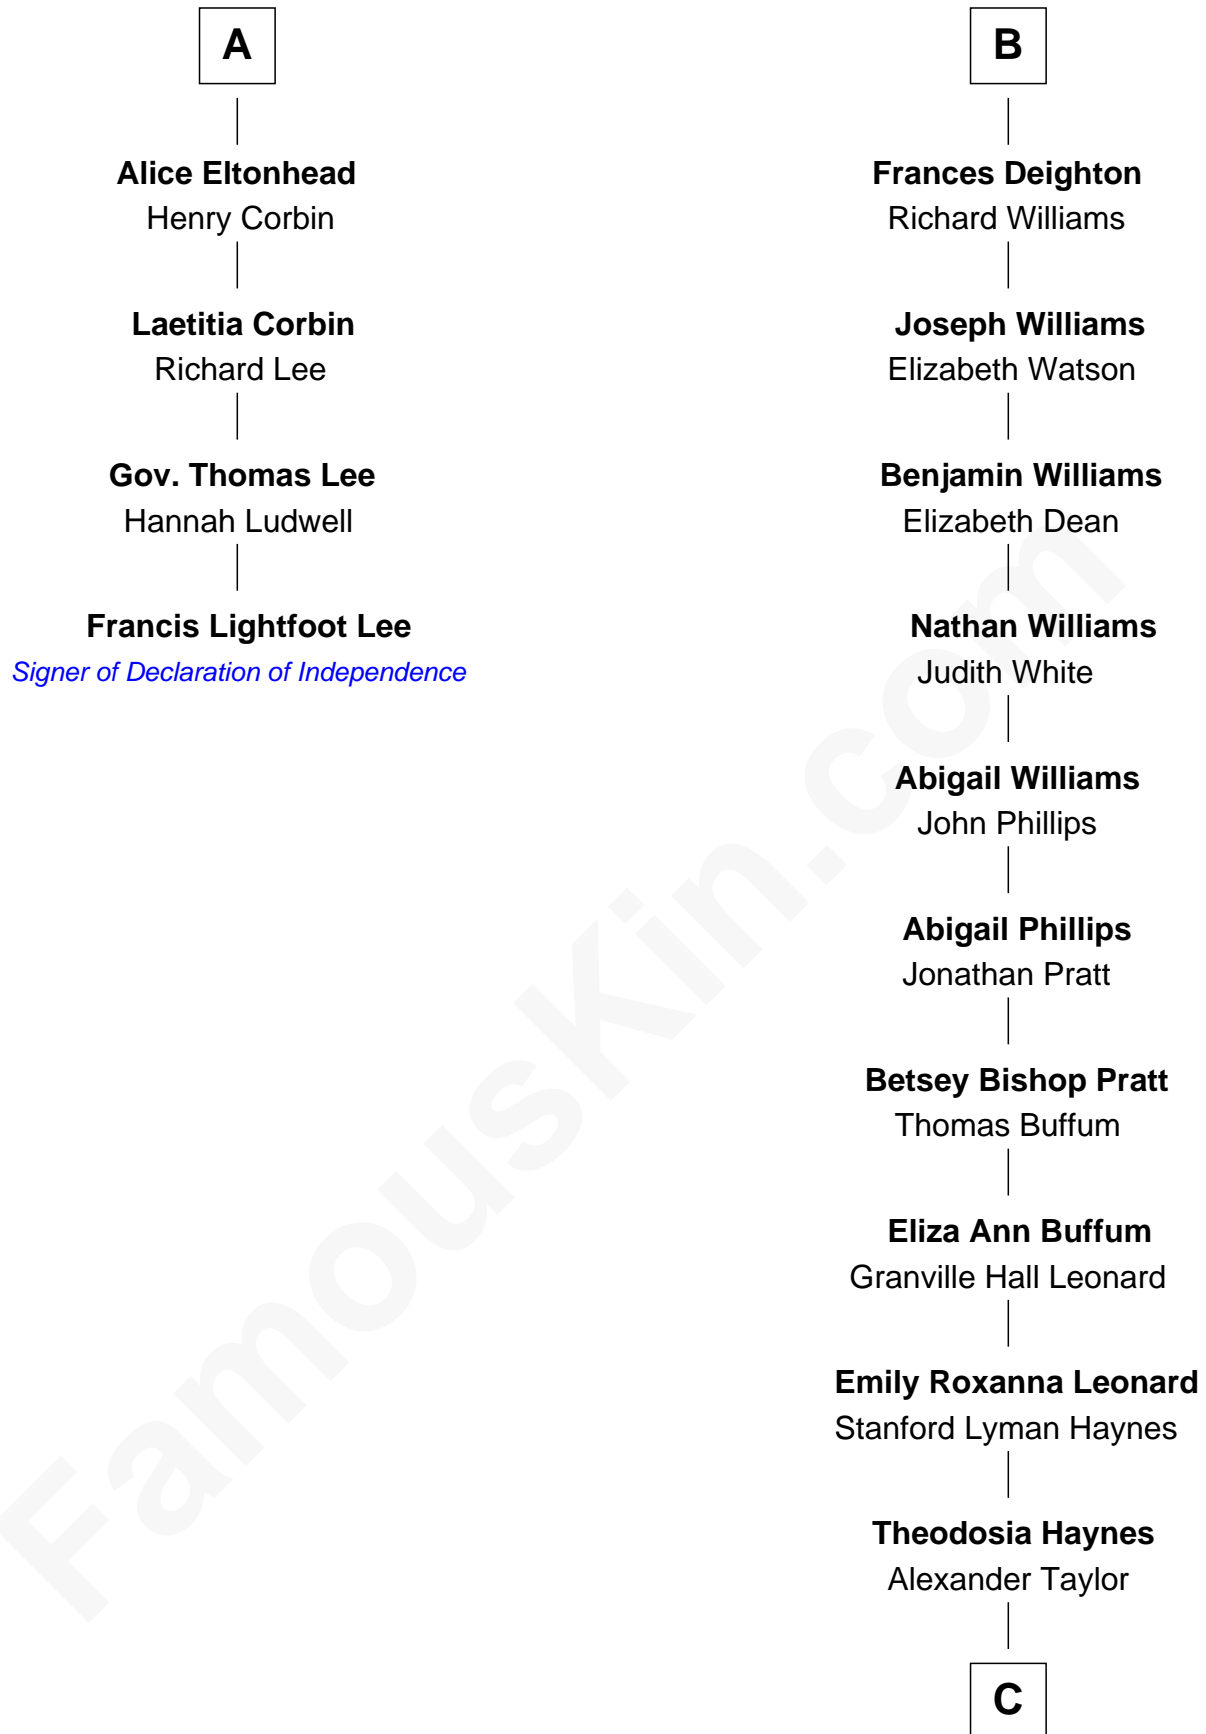 A
Alice Eltonhead
Henry Corbin
Laetitia Corbin
Richard Lee
Gov. Thomas Lee
Hannah Ludwell
Francis Lightfoot Lee
Signer of Declaration of Independence
B
Frances Deighton
Richard Williams
Joseph Williams
Elizabeth Watson
Benjamin Williams
Elizabeth Dean
Nathan Williams
Judith White
Abigail Williams
John Phillips
Abigail Phillips
Jonathan Pratt
Betsey Bishop Pratt
Thomas Buffum
Eliza Ann Buffum
Granville Hall Leonard
Emily Roxanna Leonard
Stanford Lyman Haynes
Theodosia Haynes
Alexander Taylor
C
FamousKin.com